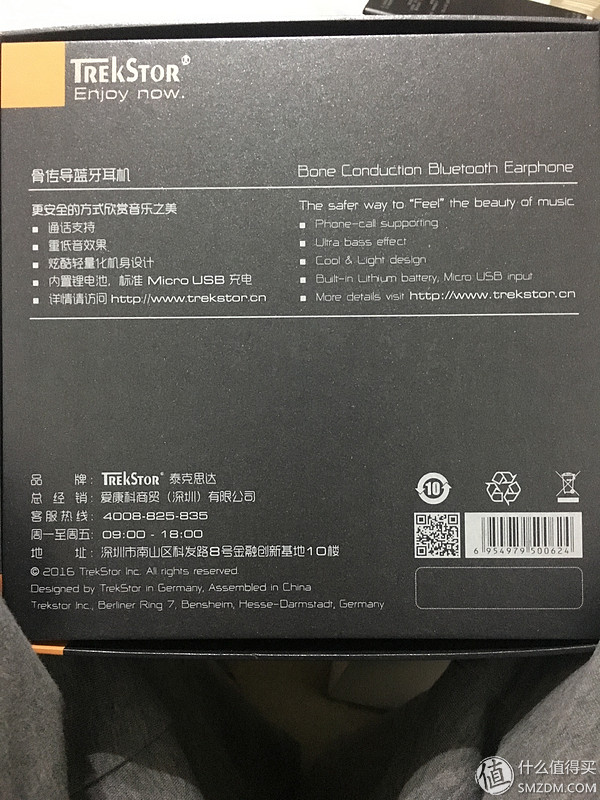 TREKSTOR®
Enjoy now.
骨传导蓝牙耳机
Bone Conduction Bluetooth Earphone
更安全的方式欣赏音乐之美
■ 通话支持
■ 重低音效果
■ 炫酷轻量化机身设计
■ 内置锂电池，标准 Micro USB 充电
■ 详情请访问 http://www.trekstor.cn
The safer way to "Feel" the beauty of music
■ Phone-call supporting
■ Ultra bass effect
■ Cool & Light design
■ Built-in Lithium battery, Micro USB input
■ More details visit http://www.trekstor.cn
品 牌: TREKSTOR® 泰克思达
总 经 销: 爱康科商贸（深圳）有限公司
客服热线: 4008-825-835
周一至周五: 09:00 - 18:00
地 址: 深圳市南山区科发路8号金融创新基地10楼
© 2016 TrekStor Inc. All rights reserved.
Designed by TrekStor in Germany, Assembled in China
Trekstor Inc., Berliner Ring 7, Bensheim, Hesse-Darmstadt, Germany
10
6 954979 500624
值 什么值得买
SMZDM.COM